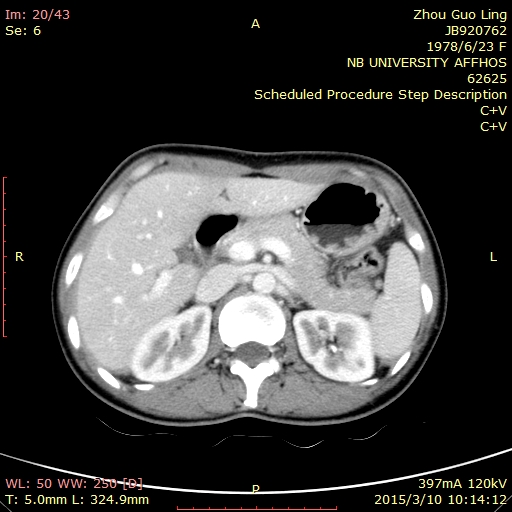 Im: 20/43
Se: 6
A
Zhou Guo Ling
JB920762
1978/6/23 F
NB UNIVERSITY AFFHOS
62625
Scheduled Procedure Step Description
C+V
C+V
R
L
WL: 50 WW: 250 [D]
T: 5.0mm L: 324.9mm
P
397mA 120kV
2015/3/10 10:14:12